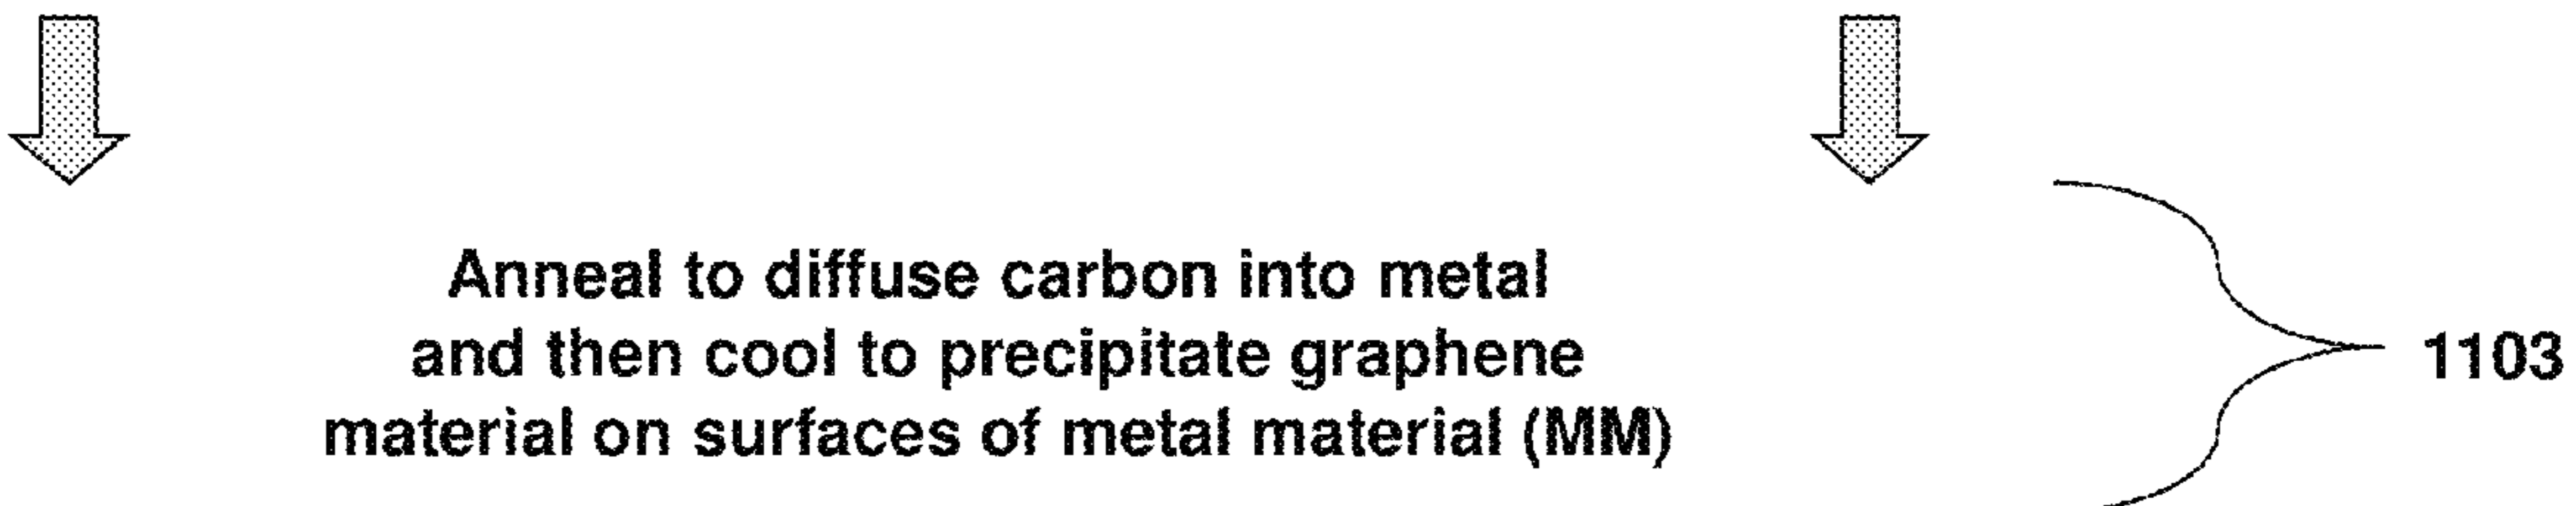 Anneal to diffuse carbon into metal
and then cool to precipitate graphene
material on surfaces of metal material (MM)
1103